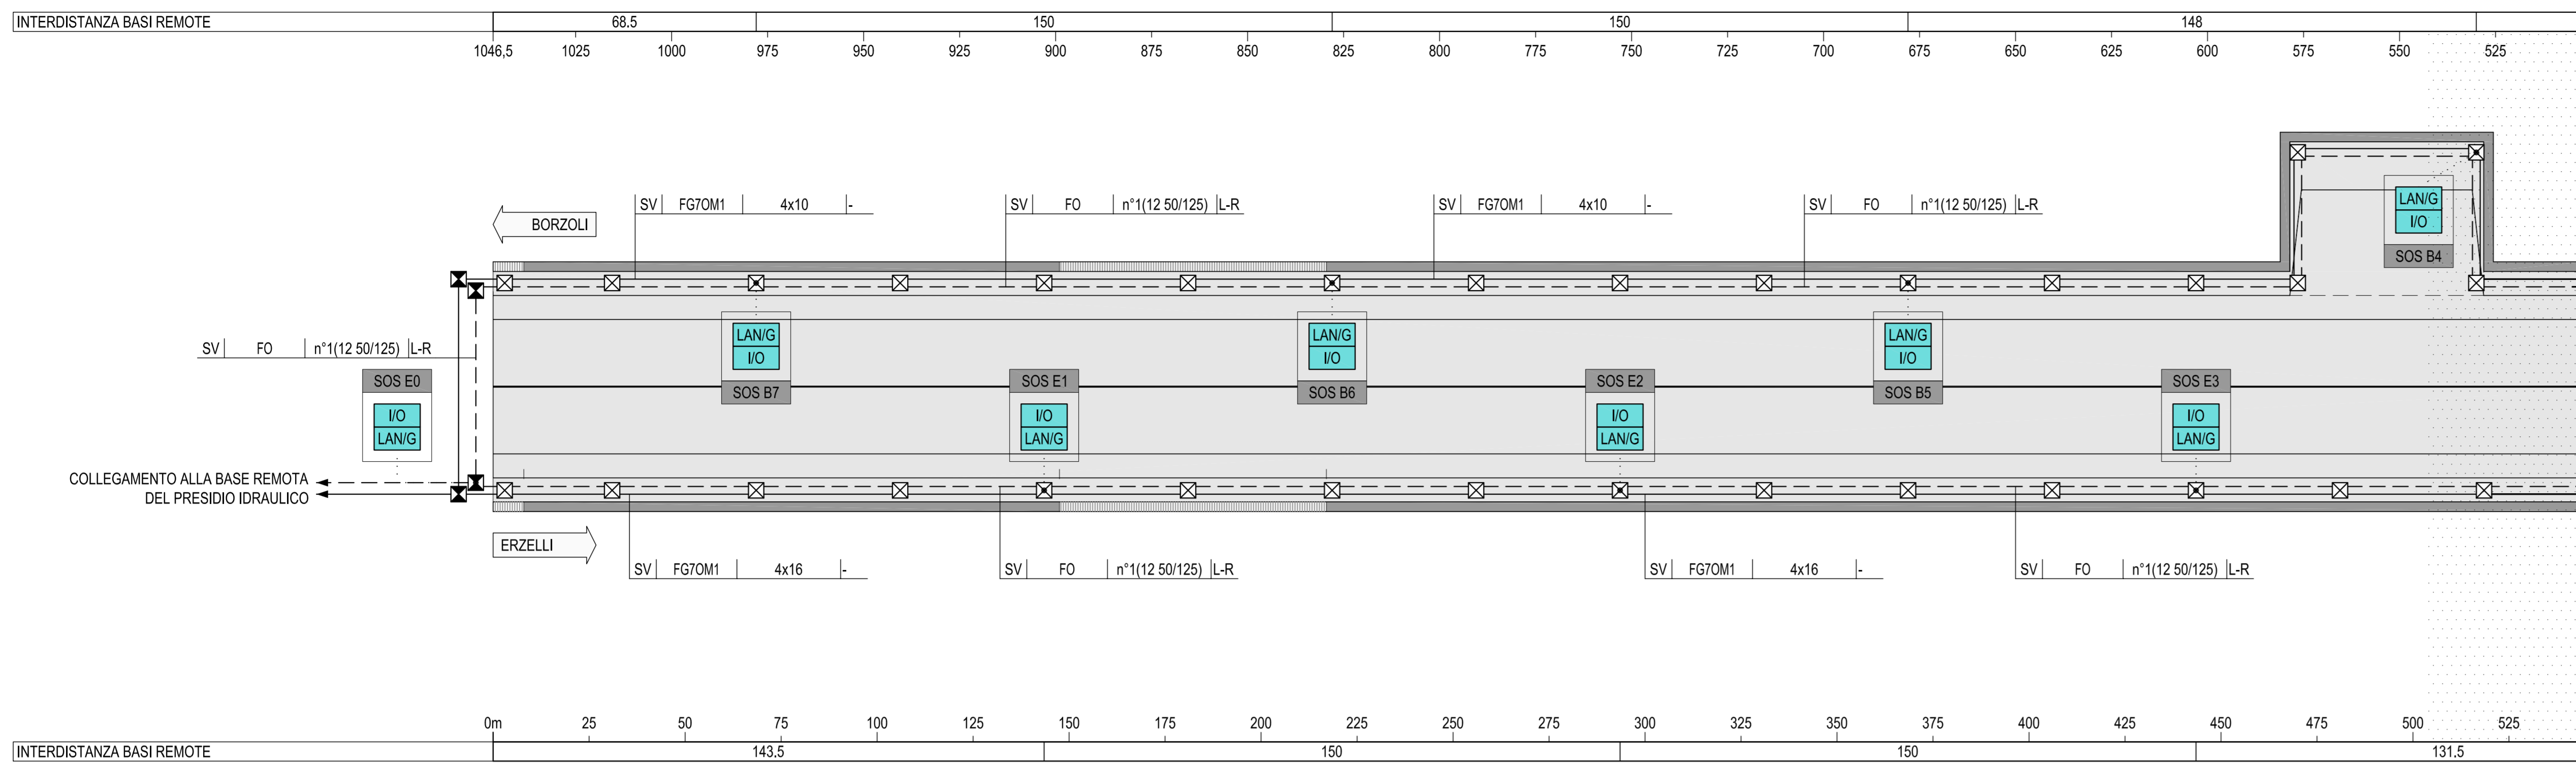 INTERDISTANZA BASI REMOTE 68.5 150 150 148
1046,5 1025 1000 975 950 925 900 875 850 825 800 775 750 725 700 675 650 625 600 575 550 525
SV FG7OM1 4x10 -
SV FO n°1(12 50/125) L-R
SV FG7OM1 4x10 -
SV FO n°1(12 50/125) L-R
LAN/G
I/O
SOS B4
BORZOLI
SV FO n°1(12 50/125) L-R
SOS E0
I/O
LAN/G
LAN/G
I/O
SOS B7
SOS E1
I/O
LAN/G
LAN/G
I/O
SOS B6
SOS E2
I/O
LAN/G
LAN/G
I/O
SOS B5
SOS E3
I/O
LAN/G
COLLEGAMENTO ALLA BASE REMOTA
DEL PRESIDIO IDRAULICO
ERZELLI
SV FG7OM1 4x16 -
SV FO n°1(12 50/125) L-R
SV FG7OM1 4x16 -
SV FO n°1(12 50/125) L-R
0m 25 50 75 100 125 150 175 200 225 250 275 300 325 350 375 400 425 450 475 500 525
INTERDISTANZA BASI REMOTE 143.5 150 150 131.5